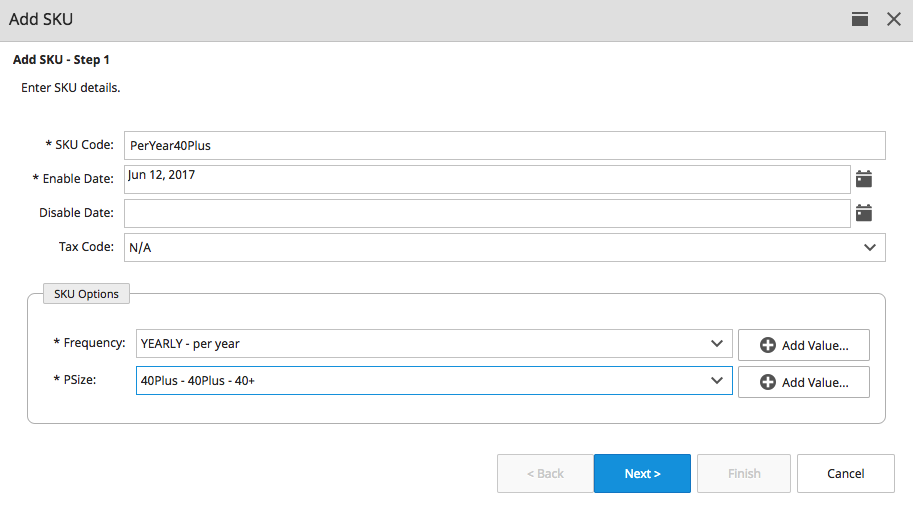 Add SKU
Add SKU - Step 1
Enter SKU details.
* SKU Code: PerYear40Plus
* Enable Date: Jun 12, 2017
Disable Date:
Tax Code: N/A
SKU Options
* Frequency: YEARLY - per year Add Value...
* PSize: 40Plus - 40Plus - 40+ Add Value...
< Back Next > Finish Cancel